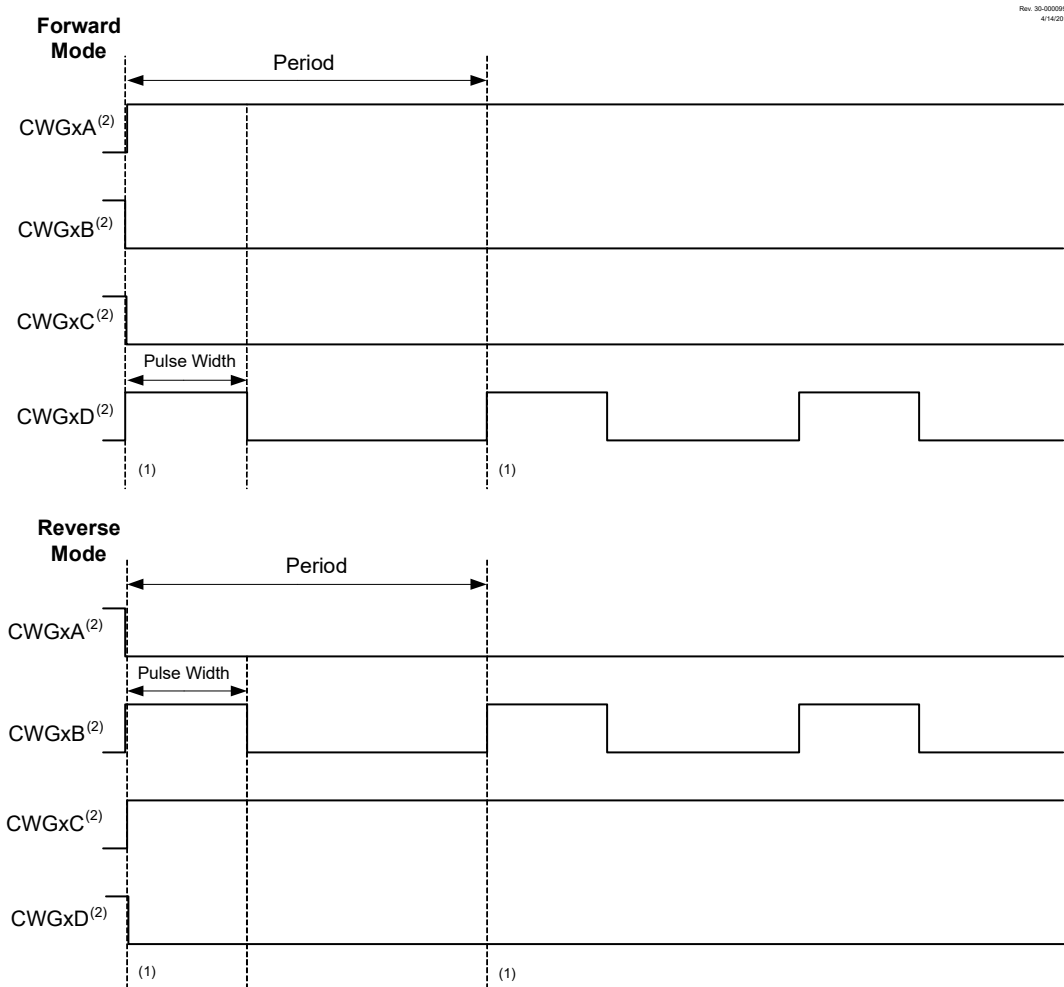 Rev. 30-000099
4/14/20
Forward
Mode
Period
CWGxA(2)
CWGxB(2)
CWGxC(2)
Pulse Width
CWGxD(2)
(1)
(1)
Reverse
Mode
Period
CWGxA(2)
Pulse Width
CWGxB(2)
CWGxC(2)
CWGxD(2)
(1)
(1)